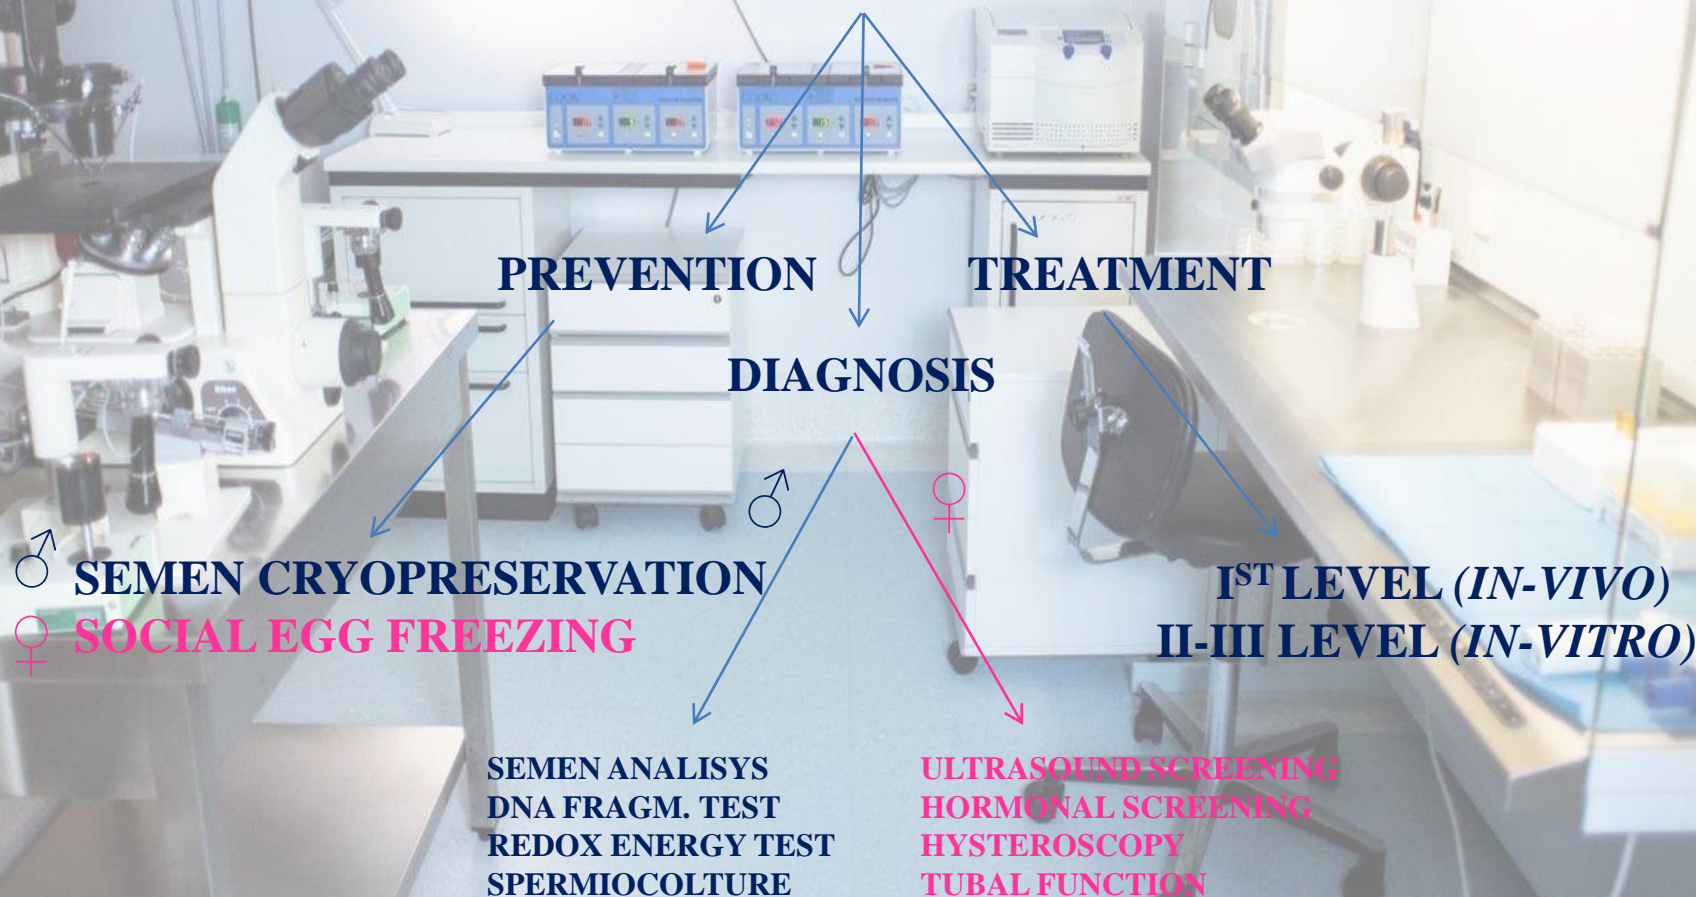 PREVENTION
TREATMENT
DIAGNOSIS
SEMEN CRYOPRESERVATION
SOCIAL EGG FREEZING
IST LEVEL (IN-VIVO)
II-III LEVEL (IN-VITRO)
SEMEN ANALISYS
DNA FRAGM. TEST
REDOX ENERGY TEST
SPERMIOCOLTURE
ULTRASOUND SCREENING
HORMONAL SCREENING
HYSTEROSCOPY
TUBAL FUNCTION